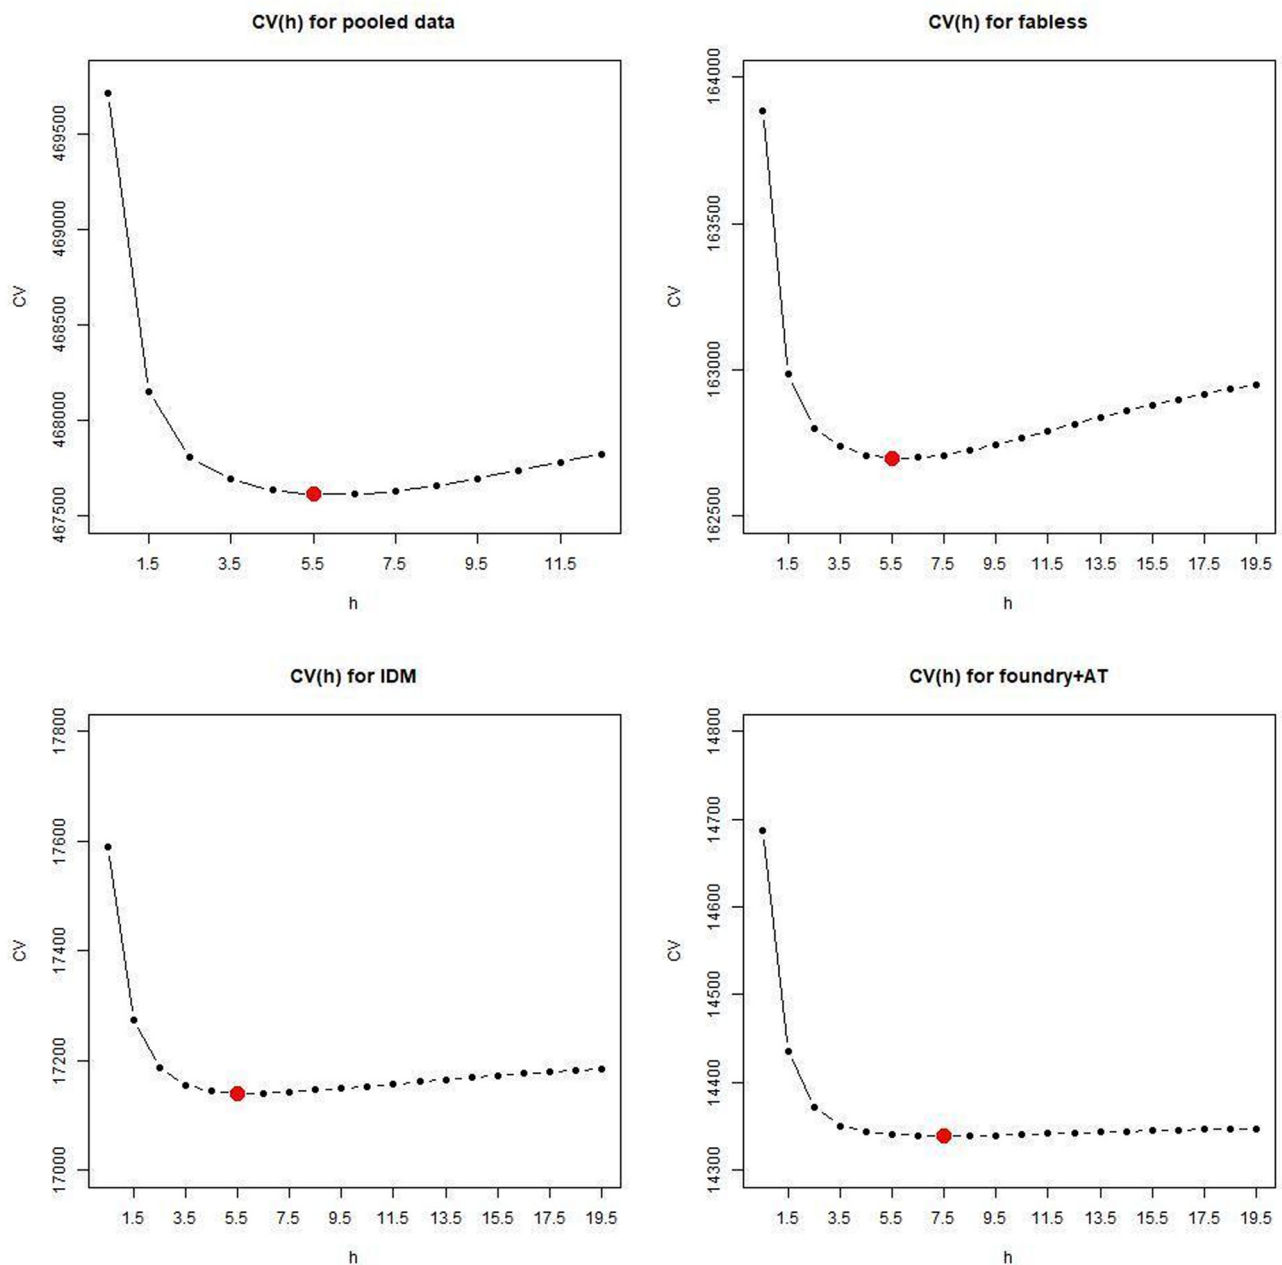 CV(h) for pooled data
CV
469500
469000
468500
468000
467500
1.5 3.5 5.5 7.5 9.5 11.5
h
CV(h) for fabless
CV
164000
163500
163000
162500
1.5 3.5 5.5 7.5 9.5 11.5 13.5 15.5 17.5 19.5
h
CV(h) for IDM
CV
17800
17600
17400
17200
17000
1.5 3.5 5.5 7.5 9.5 11.5 13.5 15.5 17.5 19.5
h
CV(h) for foundry+AT
CV
14800
14700
14600
14500
14400
14300
1.5 3.5 5.5 7.5 9.5 11.5 13.5 15.5 17.5 19.5
h